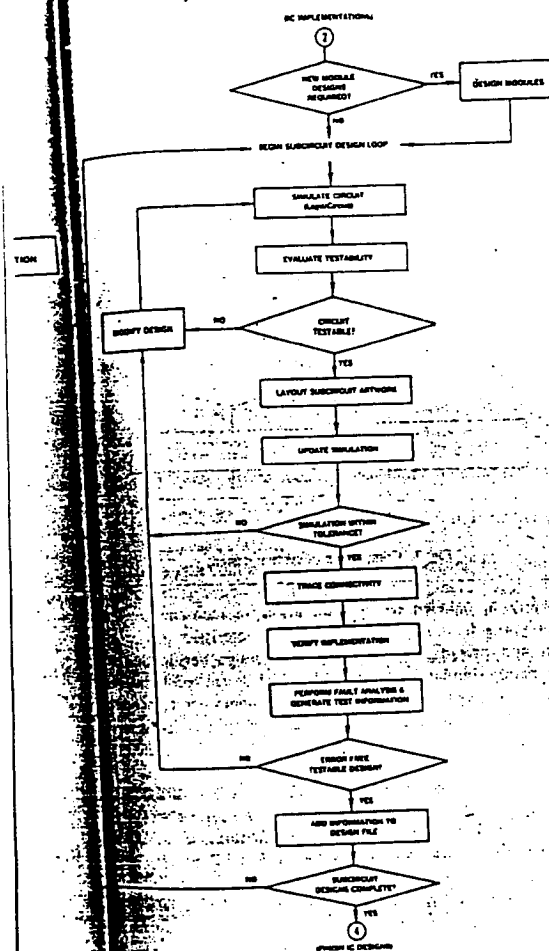 (IC IMPLEMENTATION)
2
NEW MODULE
DESIGNS
REQUIRED?
YES
DESIGN MODULES
NO
BEGIN SUBCIRCUIT DESIGN LOOP
SIMULATE CIRCUIT
TION
EVALUATE TESTABILITY
MODIFY DESIGN
NO
CIRCUIT
TESTABLE?
YES
LAYOUT SUBCIRCUIT ARTWORK
UPDATE SIMULATION
NO
SIMULATION WITHIN
TOLERANCE?
YES
TRACE CONNECTIVITY
VERIFY IMPLEMENTATION
PERFORM FAULT ANALYSIS &
GENERATE TEST INFORMATION
NO
ERROR FREE
TESTABLE DESIGN?
YES
ADD INFORMATION TO
DESIGN FILE
NO
SUBCIRCUIT
DESIGNS COMPLETE?
YES
IC DESIGN)